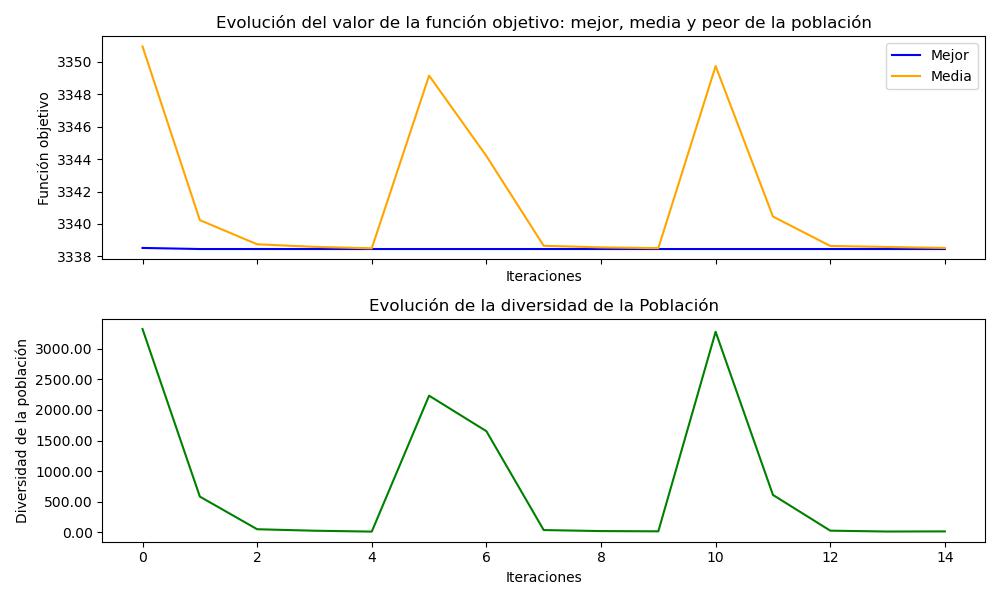 Evolución del valor de la función objetivo: mejor, media y peor de la población
Función objetivo
3350
3348
3346
3344
3342
3340
3338
Mejor
Media
Iteraciones
Evolución de la diversidad de la Población
Diversidad de la población
3000.00
2500.00
2000.00
1500.00
1000.00
500.00
0.00
0 2 4 6 8 10 12 14
Iteraciones